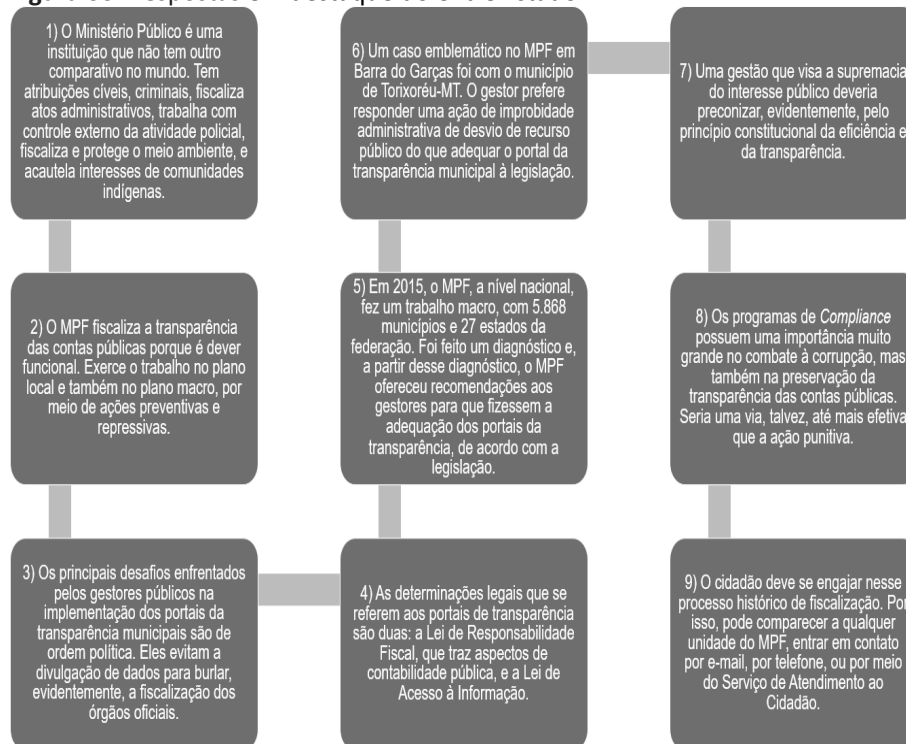 1) O Ministério Público é uma
instituição que não tem outro
comparativo no mundo. Tem
atribuições cíveis, criminais, fiscaliza
atos administrativos, trabalha com
controle externo da atividade policial,
fiscaliza e protege o meio ambiente, e
acautela interesses de comunidades
indígenas.
2) O MPF fiscaliza a transparência
das contas públicas porque é dever
funcional. Exerce o trabalho no plano
local e também no plano macro, por
meio de ações preventivas e
repressivas.
3) Os principais desafios enfrentados
pelos gestores públicos na
implementação dos portais da
transparência municipais são de
ordem política. Eles evitam a
divulgação de dados para burlar,
evidentemente, a fiscalização dos
órgãos oficiais.
4) As determinações legais que se
referem aos portais de transparência
são duas: a Lei de Responsabilidade
Fiscal, que traz aspectos de
contabilidade pública, e a Lei de
Acesso à Informação.
5) Em 2015, o MPF, a nível nacional,
fez um trabalho macro, com 5.868
municípios e 27 estados da
federação. Foi feito um diagnóstico e,
a partir desse diagnóstico, o MPF
ofereceu recomendações aos
gestores para que fizessem a
adequação dos portais da
transparência, de acordo com a
legislação.
6) Um caso emblemático no MPF em
Barra do Garças foi com o município
de Torixoréu-MT. O gestor prefere
responder uma ação de improbidade
administrativa de desvio de recurso
público do que adequar o portal da
transparência municipal à legislação.
7) Uma gestão que visa a supremacia
do interesse público deveria
preconizar, evidentemente, pelo
princípio constitucional da eficiência e
da transparência.
8) Os programas de Compliance
possuem uma importância muito
grande no combate à corrupção, mas
também na preservação da
transparência das contas públicas.
Seria uma via, talvez, até mais efetiva
que a ação punitiva.
9) O cidadão deve se engajar nesse
processo histórico de fiscalização. Por
isso, pode comparecer a qualquer
unidade do MPF, entrar em contato
por e-mail, por telefone, ou por meio
do Serviço de Atendimento ao
Cidadão.